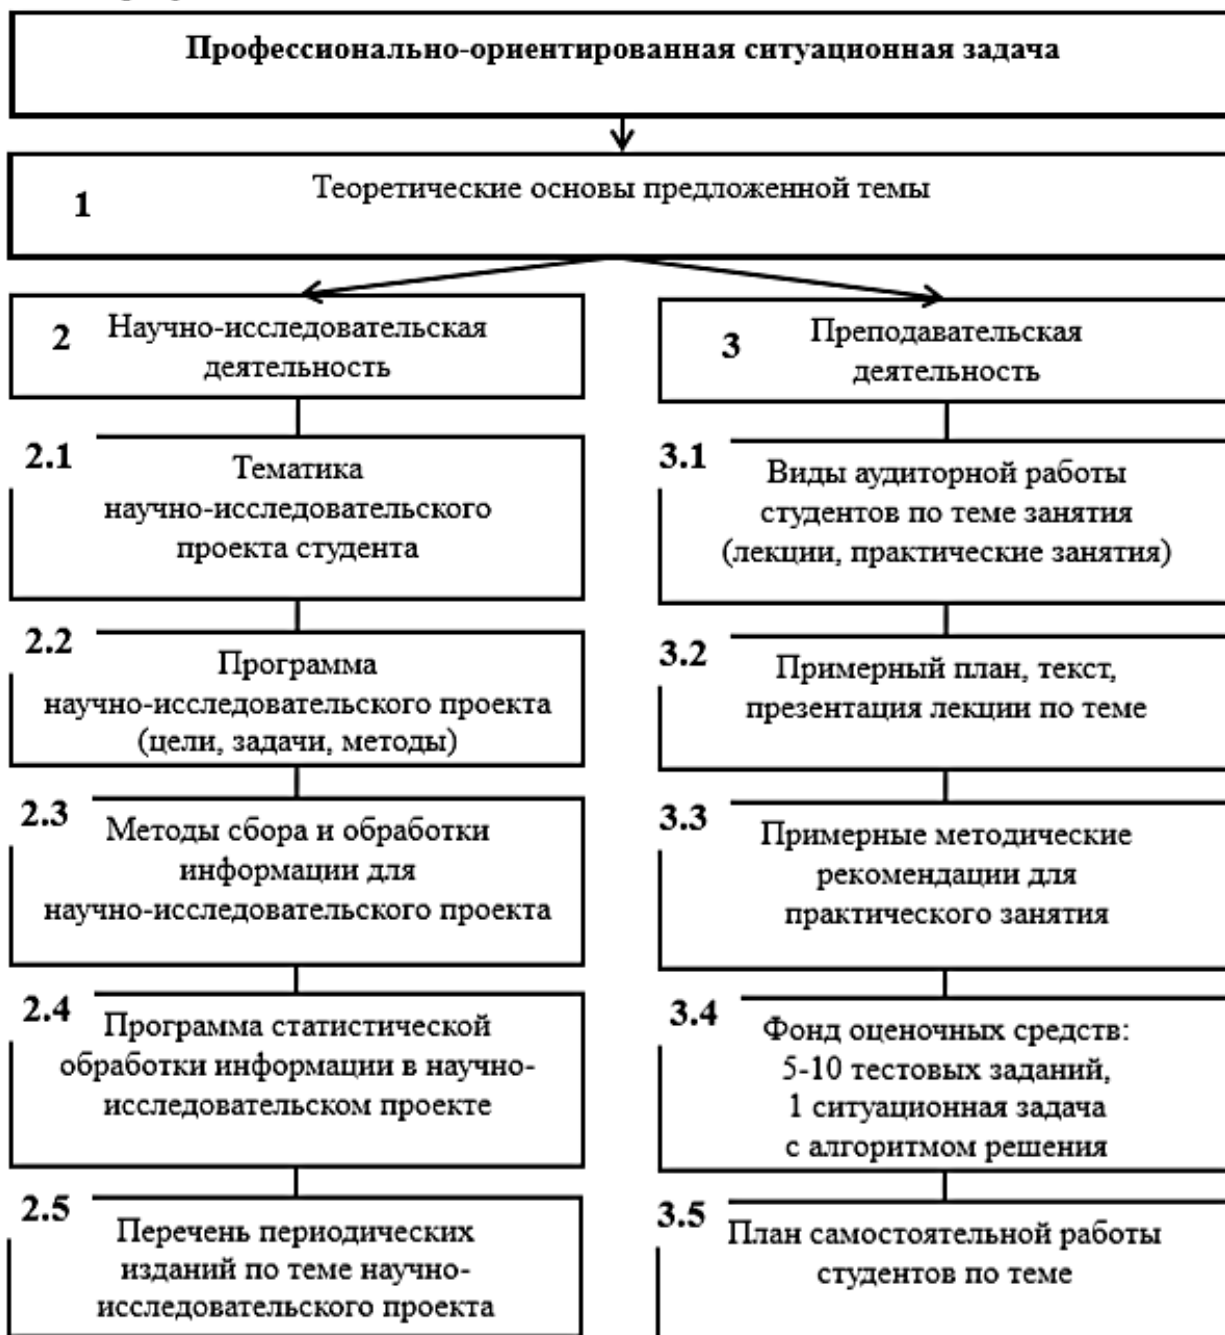 Профессионально-ориентированная ситуационная задача
1
Теоретические основы предложенной темы
2
Научно-исследовательская
деятельность
2.1
Тематика
научно-исследовательского
проекта студента
2.2
Программа
научно-исследовательского проекта
(цели, задачи, методы)
2.3
Методы сбора и обработки
информации для
научно-исследовательского проекта
2.4
Программа статистической
обработки информации в научно-
исследовательском проекте
2.5
Перечень периодических
изданий по теме научно-
исследовательского проекта
3
Преподавательская
деятельность
3.1
Виды аудиторной работы
студентов по теме занятия
(лекции, практические занятия)
3.2
Примерный план, текст,
презентация лекции по теме
3.3
Примерные методические
рекомендации для
практического занятия
3.4
Фонд оценочных средств:
5-10 тестовых заданий,
1 ситуационная задача
с алгоритмом решения
3.5
План самостоятельной работы
студентов по теме